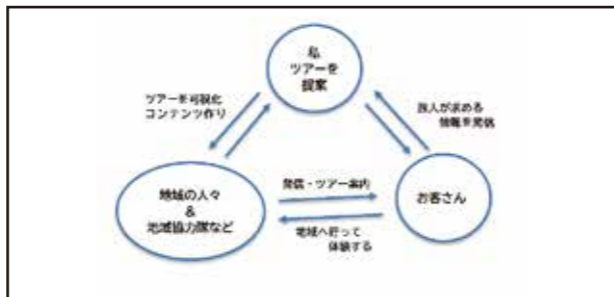 私
ツアーを
提案
ツアーを可視化
コンテンツ作り
旅人が求める
情報を発信
地域の人々
&
地域協力隊など
発信・ツアー案内
お客さん
地域へ行って
体験する